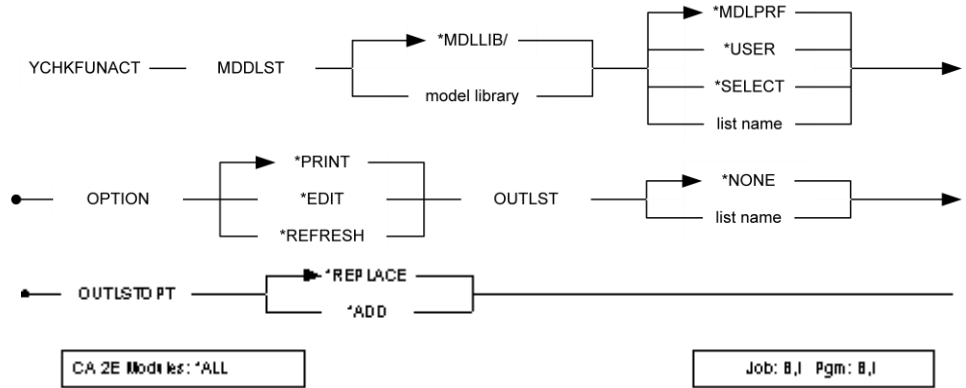 *MDLPRF
*MDLLIB/
*USER
YCHKFUNACT
MDDLST
*SELECT
model library
list name
*PRINT
*NONE
OPTION
*EDIT
OUTLST
*REFRESH
list name
*REPLACE
OUTLSTOPT
*ADD
CA 2E Modules: *ALL
Job: B,I Pgm: B,I